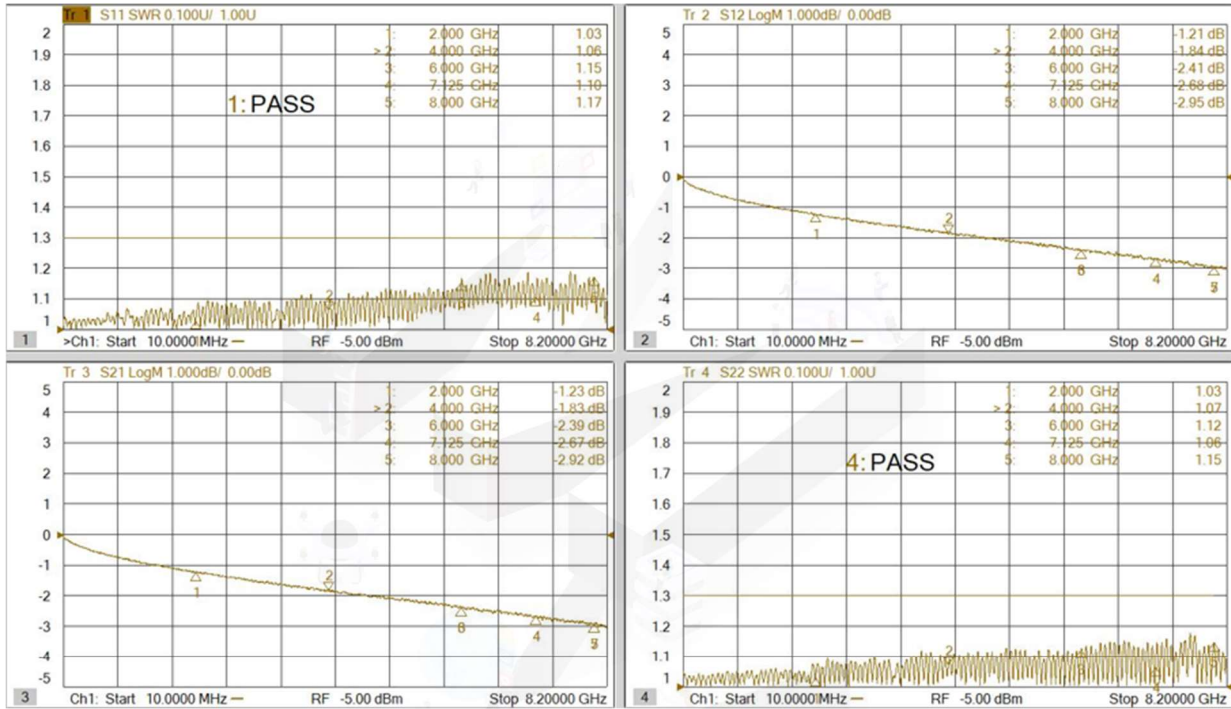 Tr 1 S11 SWR 0.100U/ 1.00U
2
1.9
1.8
1.7
1.6
1.5
1.4
1.3
1.2
1.1
1
1: 2.000 GHz 1.03
>2: 4.000 GHz 1.06
3: 6.000 GHz 1.15
4: 7.125 GHz 1.10
5: 8.000 GHz 1.17
1: PASS
2
4
1 >Ch1: Start 10.0000 MHz — RF -5.00 dBm Stop 8.20000 GHz
Tr 2 S12 LogM 1.000dB/ 0.00dB
5
4
3
2
1
0
-1
-2
-3
-4
-5
1: 2.000 GHz -1.21 dB
>2: 4.000 GHz -1.84 dB
3: 6.000 GHz -2.41 dB
4: 7.125 GHz -2.68 dB
5: 8.000 GHz -2.95 dB
1
2
4
2 Ch1: Start 10.0000 MHz — RF -5.00 dBm Stop 8.20000 GHz
Tr 3 S21 LogM 1.000dB/ 0.00dB
5
4
3
2
1
0
-1
-2
-3
-4
-5
1: 2.000 GHz -1.23 dB
>2: 4.000 GHz -1.83 dB
3: 6.000 GHz -2.39 dB
4: 7.125 GHz -2.67 dB
5: 8.000 GHz -2.92 dB
1
2
4
3 Ch1: Start 10.0000 MHz — RF -5.00 dBm Stop 8.20000 GHz
Tr 4 S22 SWR 0.100U/ 1.00U
2
1.9
1.8
1.7
1.6
1.5
1.4
1.3
1.2
1.1
1
1: 2.000 GHz 1.03
>2: 4.000 GHz 1.07
3: 6.000 GHz 1.12
4: 7.125 GHz 1.06
5: 8.000 GHz 1.15
4: PASS
2
4
4 Ch1: Start 10.0000 MHz — RF -5.00 dBm Stop 8.20000 GHz